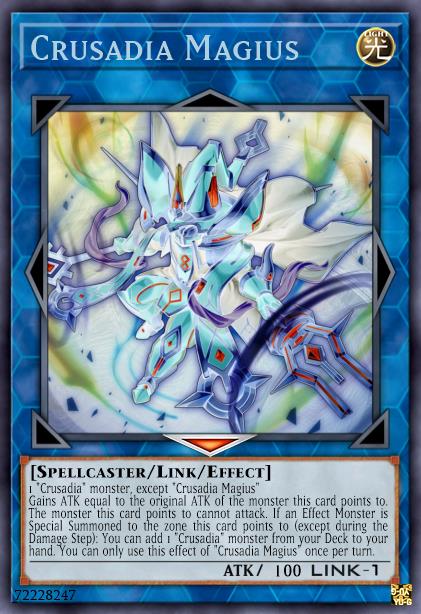 Crusadia Magius
LIGHT
光
[Spellcaster/Link/Effect]
1 "Crusadia" monster, except "Crusadia Magius"
Gains ATK equal to the original ATK of the monster this card points to.
The monster this card points to cannot attack. If an Effect Monster is
Special Summoned to the zone this card points to (except during the
Damage Step): You can add 1 "Crusadia" monster from your Deck to your
hand. You can only use this effect of "Crusadia Magius" once per turn.
ATK/ 100 LINK-1
72228247